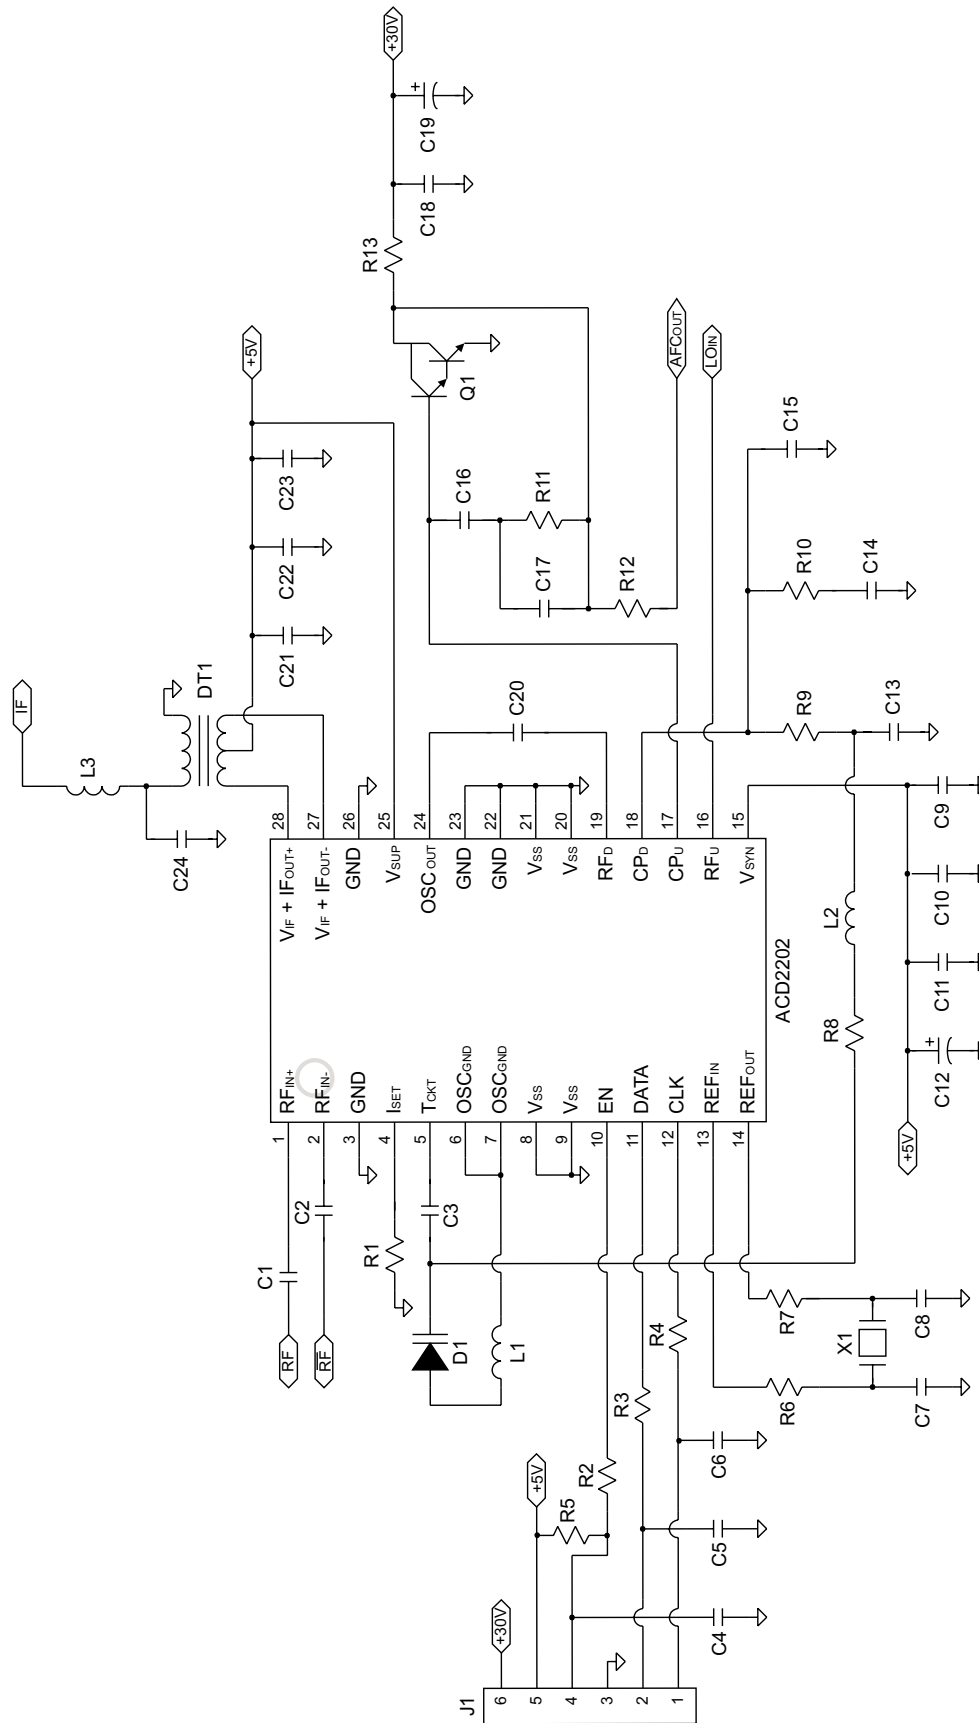 J1
6
5
4
3
2
1
+30V
+5V
R5
R2
R3
R4
C4
C5
C6
RF
RF
C1
C2
R1
C3
D1
L1
R6
R7
X1
C7
C8
1
2
3
4
5
6
7
8
9
10
11
12
13
14
RFIN+
RFIN-
GND
ISET
TCKT
OSCGND
OSCGND
VSS
VSS
EN
DATA
CLK
REFIN
REFOUT
ACD2202
VIF + IFOUT+
VIF + IFOUT-
GND
VSUP
OSCOUT
GND
GND
VSS
VSS
RFD
CPD
CPU
RFU
VSYN
28
27
26
25
24
23
22
21
20
19
18
17
16
15
IF
L3
C24
DT1
C21
C22
C23
+5V
C20
C17
C16
R11
R12
Q1
R13
C18
+
C19
+30V
AFCOUT
LOIN
R9
C13
R10
C14
C15
R8
L2
+5V
+
C12
C11
C10
C9